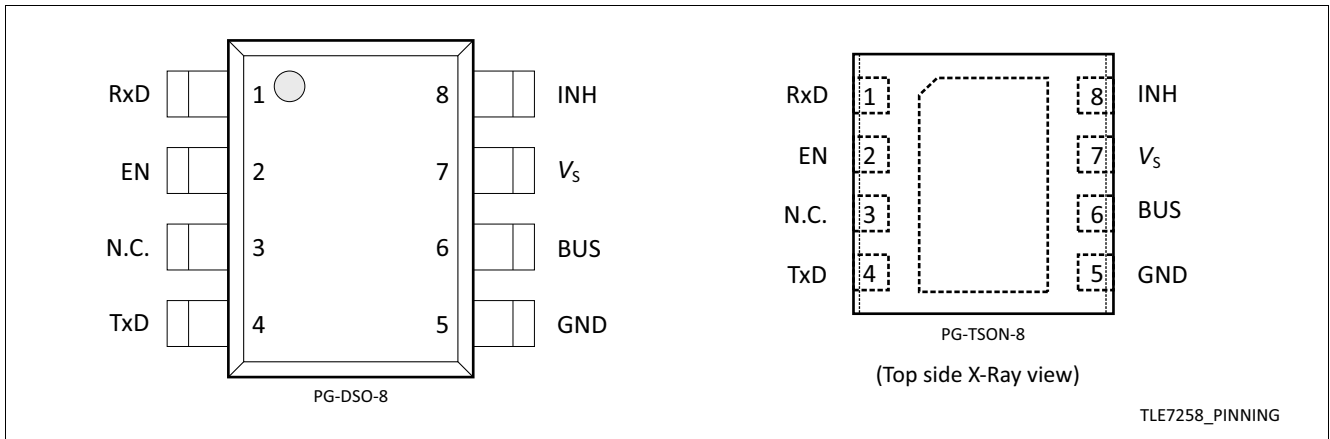 RxD 1 8 INH
EN 2 7 VS
N.C. 3 6 BUS
TxD 4 5 GND
PG-DSO-8
RxD 1 8 INH
EN 2 7 VS
N.C. 3 6 BUS
TxD 4 5 GND
PG-TSON-8
(Top side X-Ray view)
TLE7258_PINNING